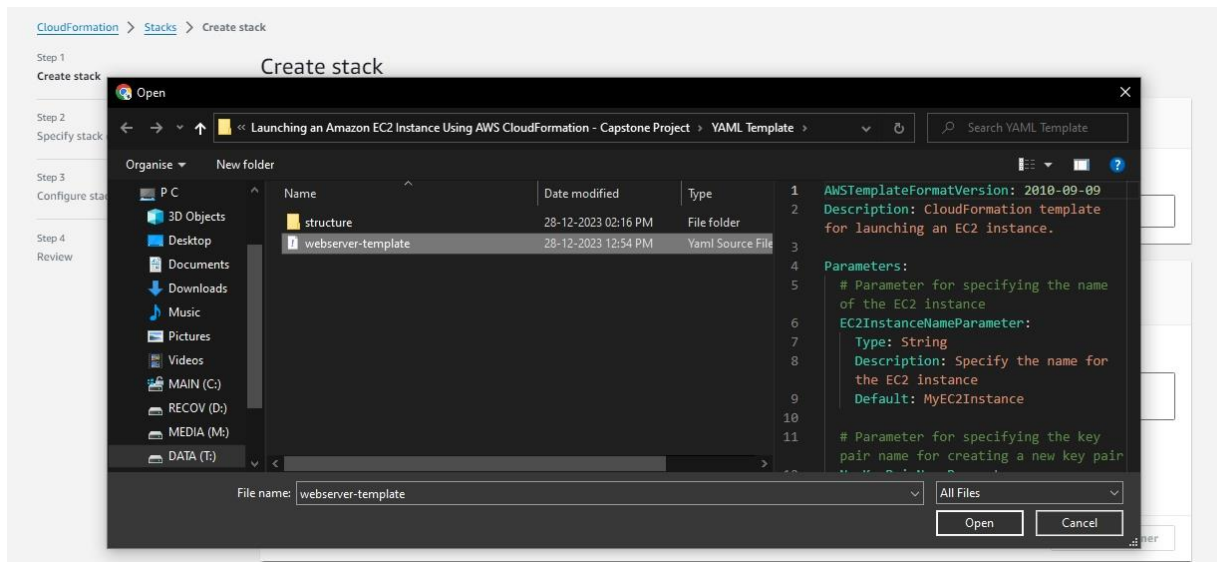 CloudFormation > Stacks > Create stack
Step 1
Create stack
Step 2
Specify stack
Step 3
Configure stac
Step 4
Review
Create stack
Open
« Launching an Amazon EC2 Instance Using AWS CloudFormation - Capstone Project > YAML Template >
Search YAML Template
Organise
New folder
?
PC
3D Objects
Desktop
Documents
Downloads
Music
Pictures
Videos
MAIN (C:)
RECOV (D:)
MEDIA (M:)
DATA (T:)
Name Date modified Type
structure 28-12-2023 02:16 PM File folder
webserver-template 28-12-2023 12:54 PM Yaml Source File
1 AWSTemplateFormatVersion: 2010-09-09
2 Description: CloudFormation template
for launching an EC2 instance.
3
4 Parameters:
5 # Parameter for specifying the name
of the EC2 instance
6 EC2InstanceNameParameter:
7 Type: String
8 Description: Specify the name for
the EC2 instance
9 Default: MyEC2Instance
10
11 # Parameter for specifying the key
pair name for creating a new key pair
File name: webserver-template
All Files
Open
Cancel
ner